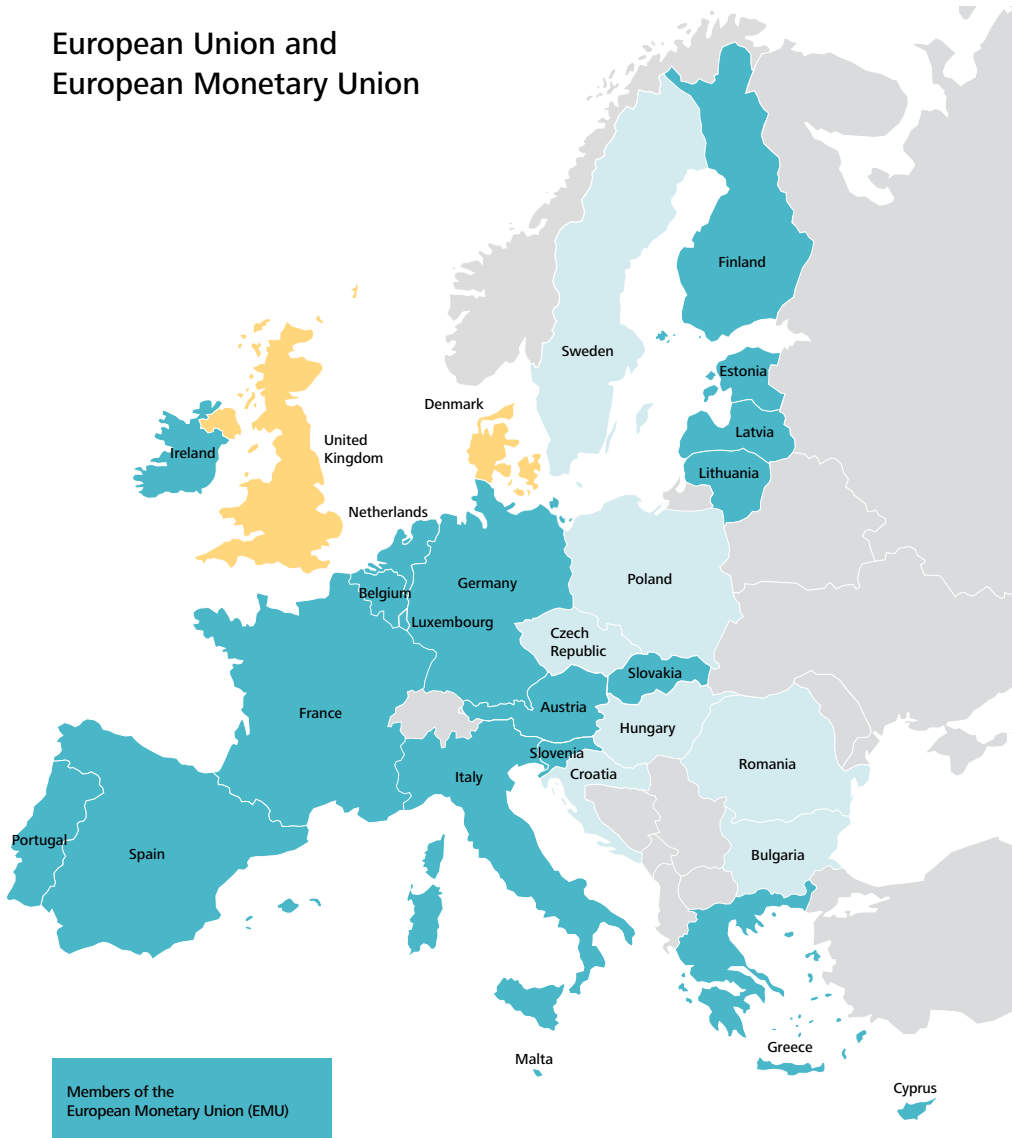 European Union and
European Monetary Union
Finland
Sweden
Estonia
Denmark
Latvia
United
Kingdom
Ireland
Lithuania
Netherlands
Poland
Germany
Belgium
Luxembourg
Czech
Republic
Slovakia
Austria
France
Hungary
Slovenia
Romania
Croatia
Italy
Portugal
Spain
Bulgaria
Greece
Malta
Cyprus
Members of the
European Monetary Union (EMU)